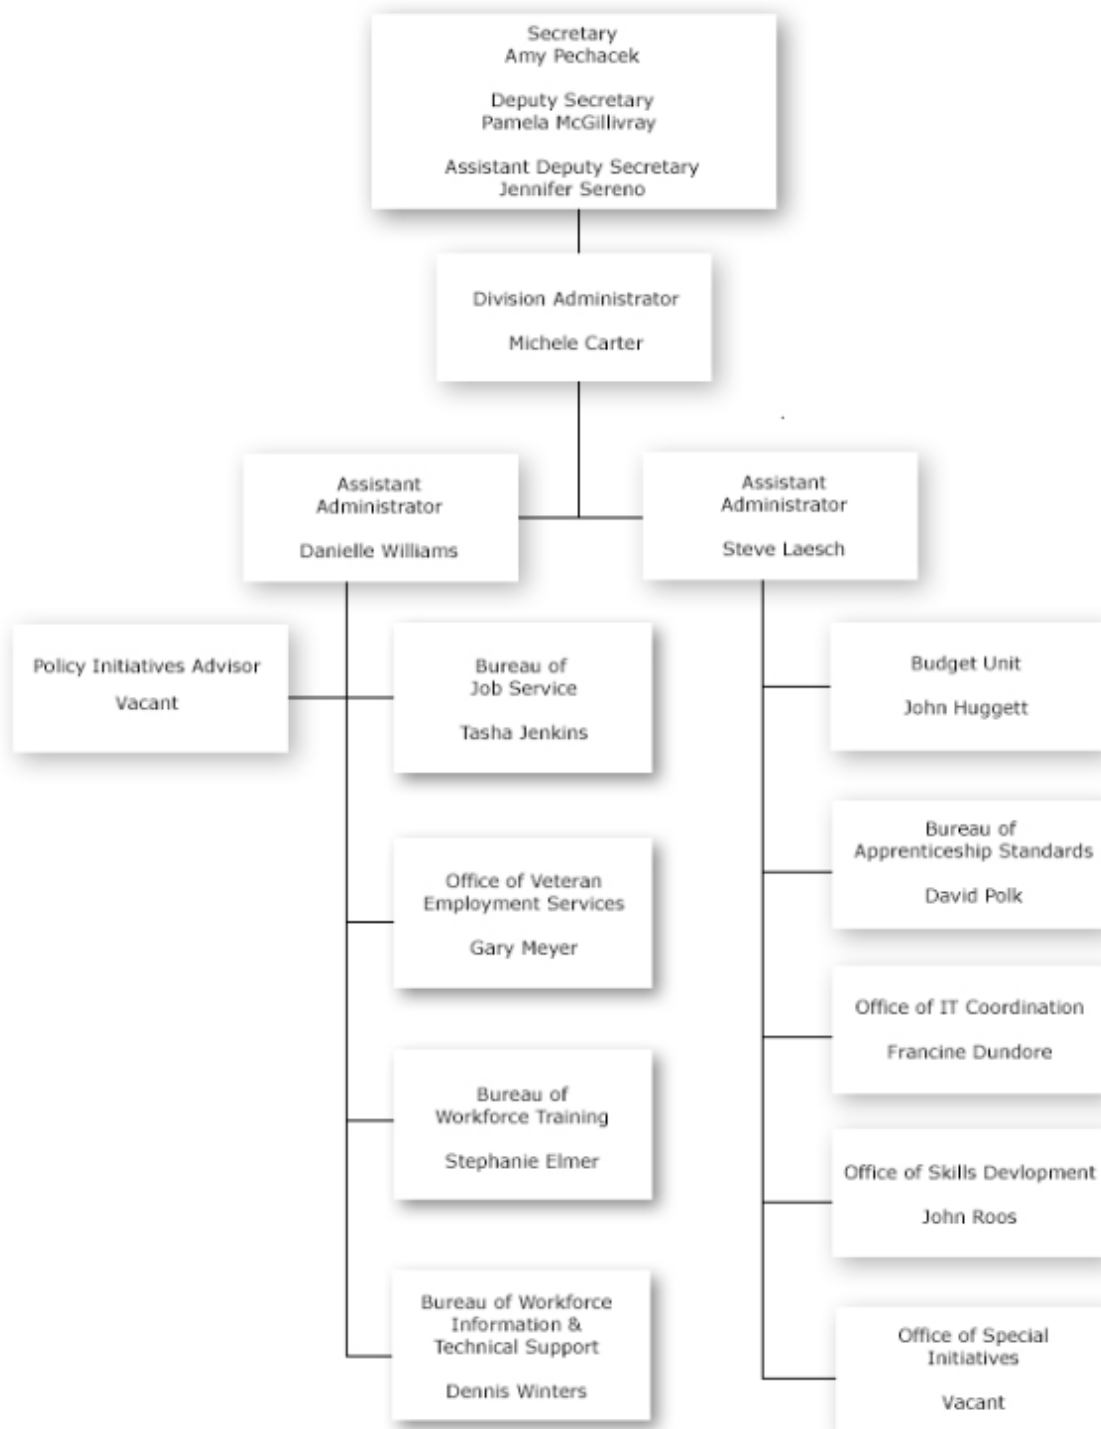 Secretary
Amy Pechacek
Deputy Secretary
Pamela McGillivray
Assistant Deputy Secretary
Jennifer Sereno
Division Administrator
Michele Carter
Assistant
Administrator
Danielle Williams
Assistant
Administrator
Steve Laesch
Policy Initiatives Advisor
Vacant
Bureau of
Job Service
Tasha Jenkins
Office of Veteran
Employment Services
Gary Meyer
Bureau of
Workforce Training
Stephanie Elmer
Bureau of Workforce
Information &
Technical Support
Dennis Winters
Budget Unit
John Huggett
Bureau of
Apprenticeship Standards
David Polk
Office of IT Coordination
Francine Dundore
Office of Skills Devlopment
John Roos
Office of Special
Initiatives
Vacant